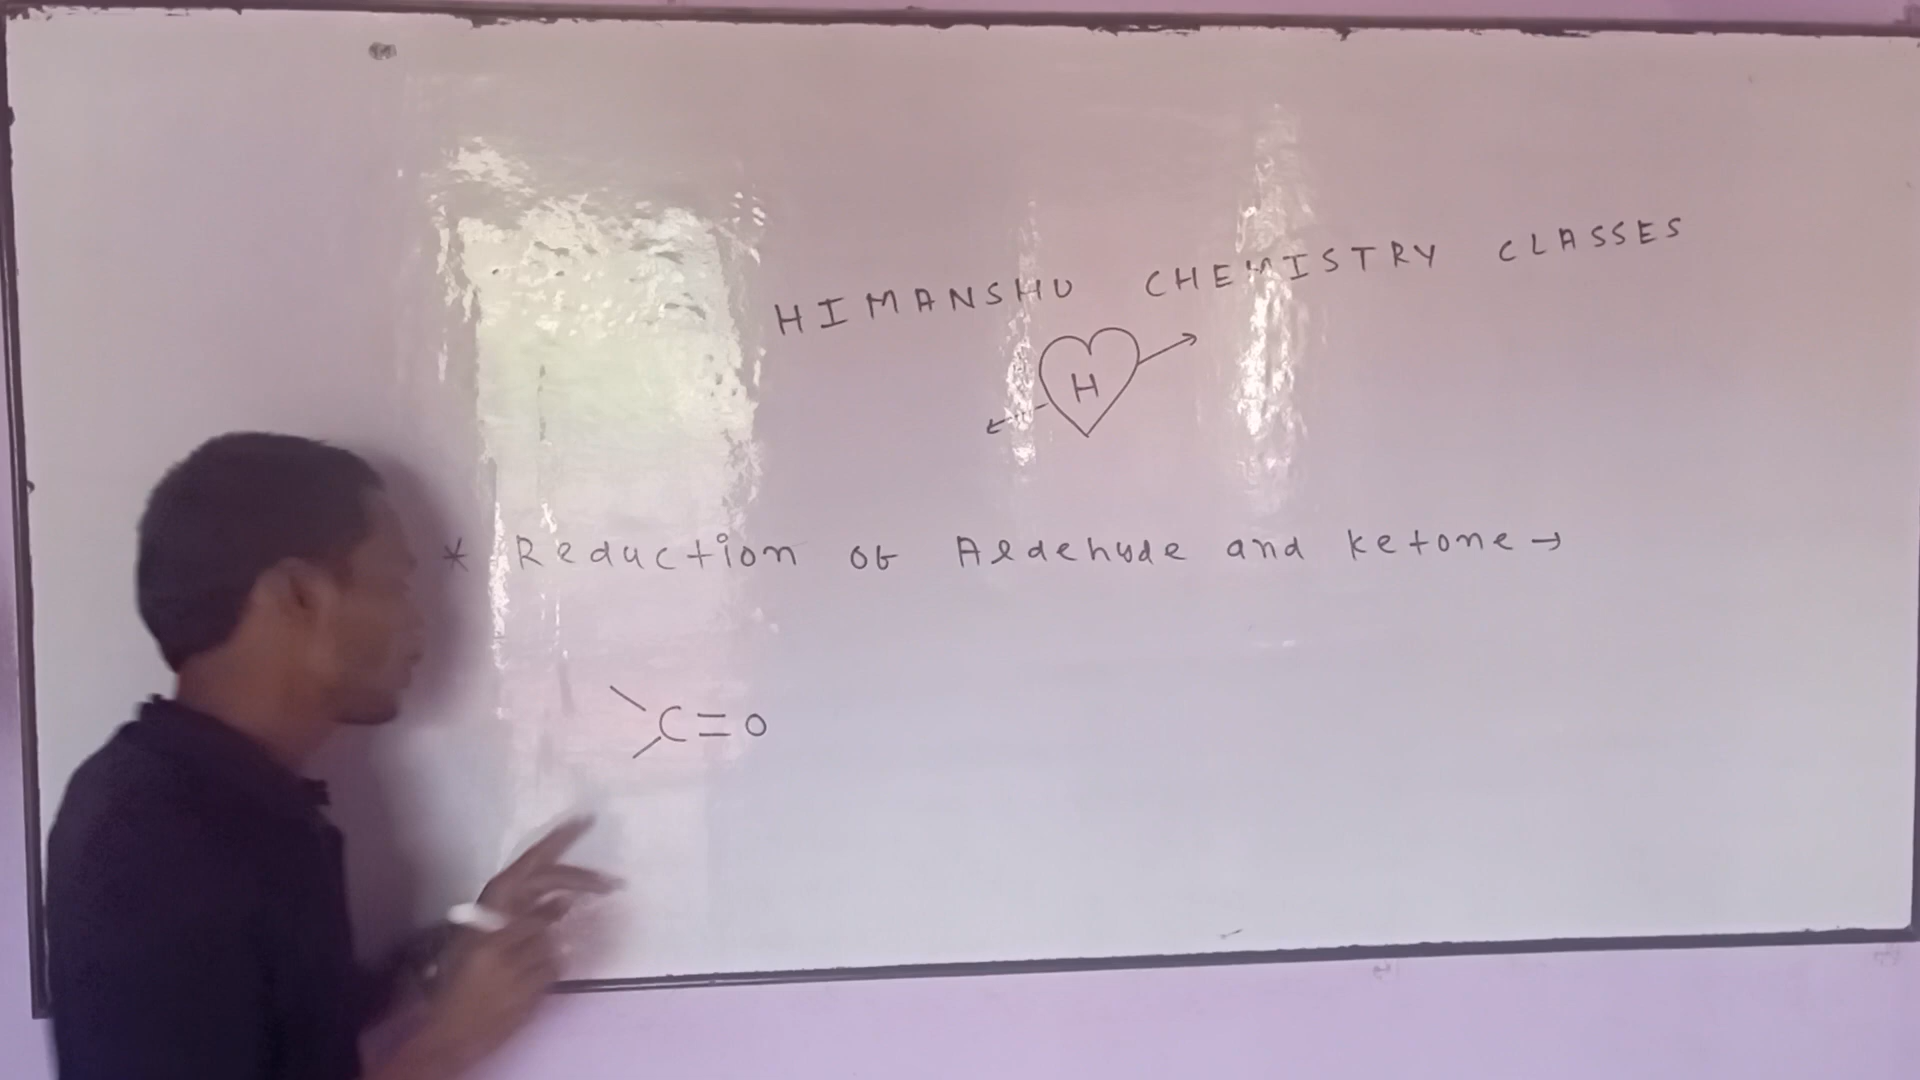 HIMANSHU CHEMISTRY CLASSES
H
* Reduction of Aldehyde and ketone →
C=O